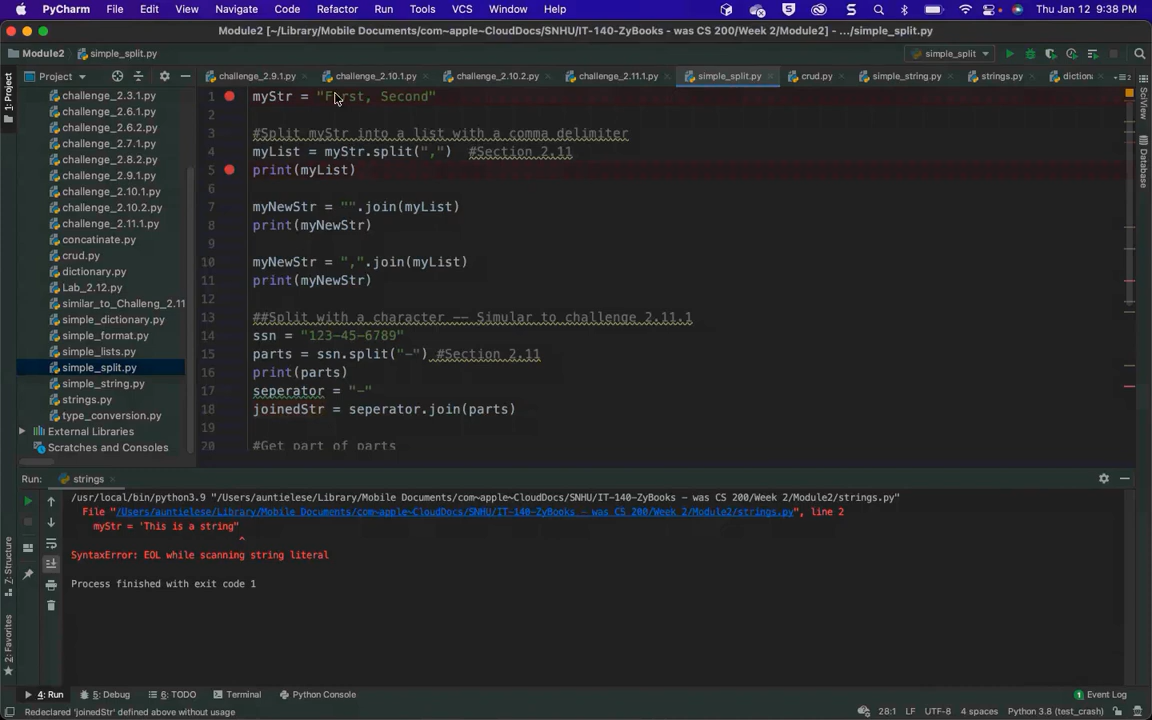 PyCharm File Edit View Navigate Code Refactor Run Tools VCS Window Help Thu Jan 12 9:38 PM
Module2 [~/Library/Mobile Documents/com~apple~CloudDocs/SNHU/IT-140-ZyBooks - was CS 200/Week 2/Module2] - .../simple_split.py
Module2 simple_split.py simple_split
Project challenge_2.9.1.py challenge_2.10.1.py challenge_2.10.2.py challenge_2.11.1.py simple_split.py crud.py simple_string.py strings.py diction
1: Project
SciView
Database
challenge_2.3.1.py
challenge_2.6.1.py
challenge_2.6.2.py
challenge_2.7.1.py
challenge_2.8.2.py
challenge_2.9.1.py
challenge_2.10.1.py
challenge_2.10.2.py
challenge_2.11.1.py
concatinate.py
crud.py
dictionary.py
Lab_2.12.py
similar_to_Challeng_2.11
simple_dictionary.py
simple_format.py
simple_lists.py
simple_split.py
simple_string.py
strings.py
type_conversion.py
External Libraries
Scratches and Consoles
1 myStr = "First, Second"
2
3 #Split myStr into a list with a comma delimiter
4 myList = myStr.split(",") #Section 2.11
5 print(myList)
6
7 myNewStr = "".join(myList)
8 print(myNewStr)
9
10 myNewStr = ",".join(myList)
11 print(myNewStr)
12
13 ##Split with a character -- Simular to challenge 2.11.1
14 ssn = "123-45-6789"
15 parts = ssn.split("-") #Section 2.11
16 print(parts)
17 seperator = "-"
18 joinedStr = seperator.join(parts)
19
20 #Get part of parts
Run: strings
/usr/local/bin/python3.9 "/Users/auntielese/Library/Mobile Documents/com~apple~CloudDocs/SNHU/IT-140-ZyBooks - was CS 200/Week 2/Module2/strings.py"
File "/Users/auntielese/Library/Mobile Documents/com~apple~CloudDocs/SNHU/IT-140-ZyBooks - was CS 200/Week 2/Module2/strings.py", line 2
myStr = 'This is a string"
^
SyntaxError: EOL while scanning string literal
Process finished with exit code 1
7: Structure
2: Favorites
4: Run 5: Debug 6: TODO Terminal Python Console 1 Event Log
Redeclared 'joinedStr' defined above without usage 28:1 LF UTF-8 4 spaces Python 3.8 (test_crash)